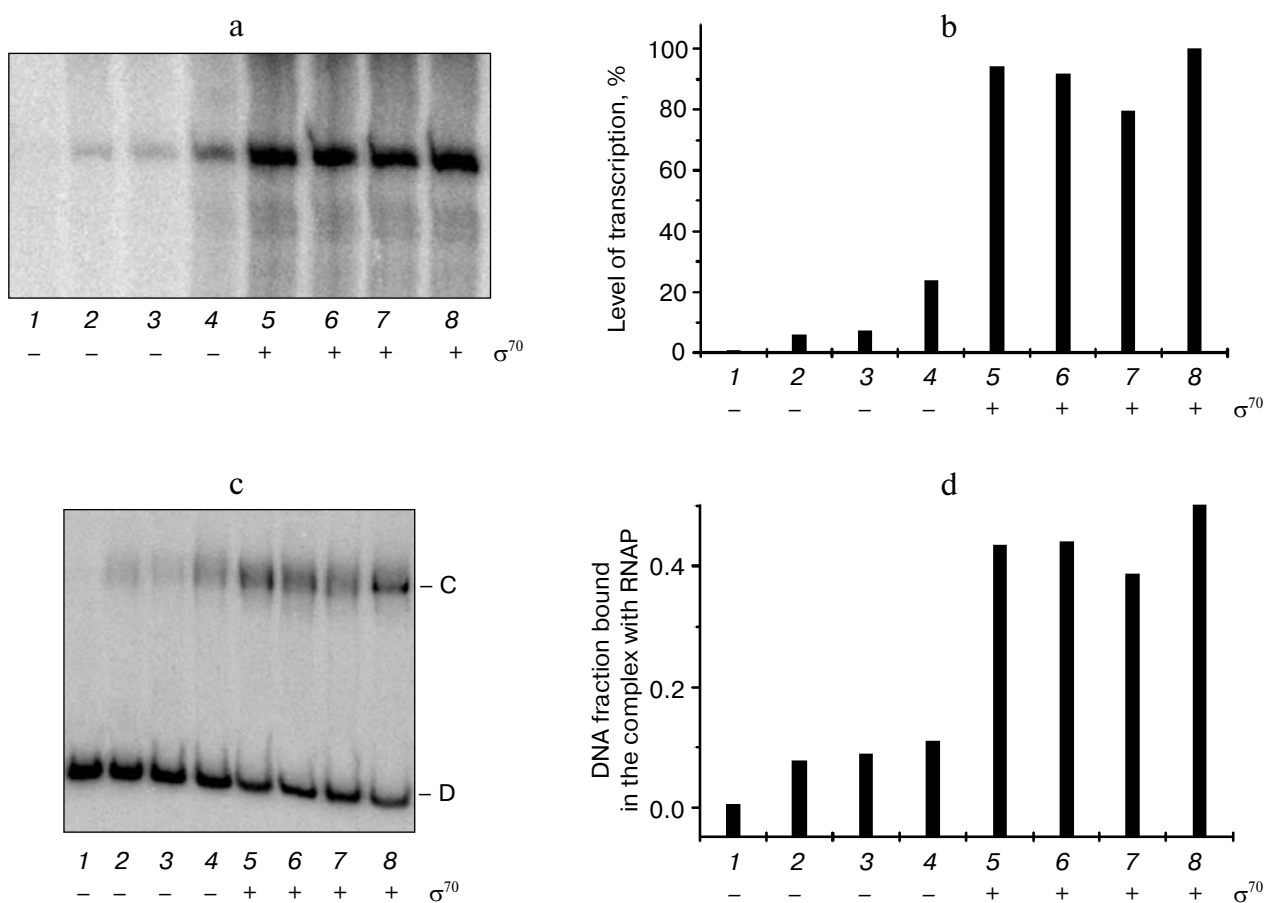 a
1 2 3 4 5 6 7 8
– – – – + + + + σ⁷⁰
b
Level of transcription, %
100
80
60
40
20
0
1 2 3 4 5 6 7 8
– – – – + + + + σ⁷⁰
c
– C
– D
1 2 3 4 5 6 7 8
– – – – + + + + σ⁷⁰
d
DNA fraction bound
in the complex with RNAP
0.4
0.2
0.0
1 2 3 4 5 6 7 8
– – – – + + + + σ⁷⁰